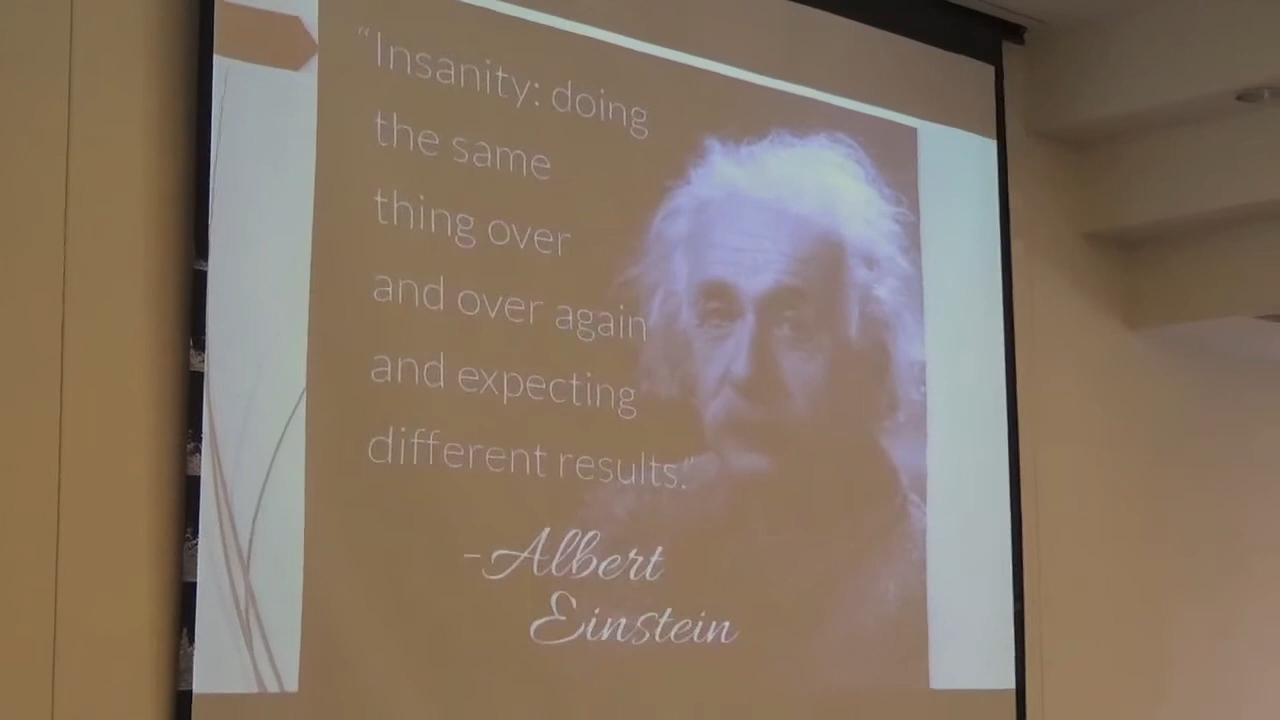 “Insanity: doing
the same
thing over
and over again
and expecting
different results.”
-Albert
Einstein